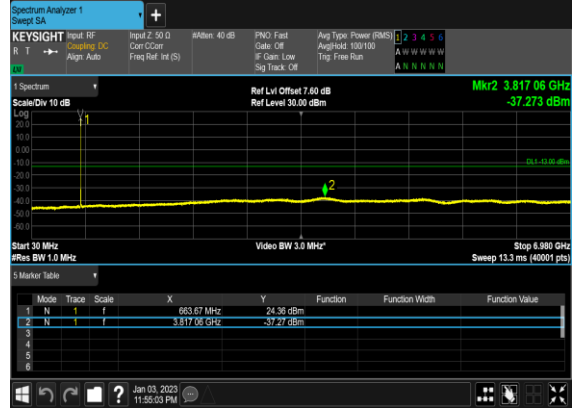 Spectrum Analyzer 1
Swept SA
KEYSIGHT Input: RF Input Z: 50 Ω #Atten: 40 dB PNO: Fast Avg Type: Power (RMS) 1 2 3 4 5 6
R T Coupling: DC Corr CCorr Gate: Off Avg|Hold: 100/100 A W W W W W
Align: Auto Freq Ref: Int (S) IF Gain: Low Trig: Free Run
Sig Track: Off A N N N N N
1 Spectrum
Ref Lvl Offset 7.60 dB Mkr2 3.817 06 GHz
Scale/Div 10 dB Ref Level 30.00 dBm -37.273 dBm
Log
20.0
10.0
0.00
-10.0
DL1 -13.00 dBm
-20.0
-30.0
-40.0
-50.0
-60.0
1
2
Start 30 MHz Video BW 3.0 MHz* Stop 6.980 GHz
#Res BW 1.0 MHz Sweep 13.3 ms (40001 pts)
5 Marker Table
Mode Trace Scale X Y Function Function Width Function Value
1 N 1 f 663.67 MHz 24.36 dBm
2 N 1 f 3.817 06 GHz -37.27 dBm
3
4
5
6
? Jan 03, 2023
11:55:03 PM